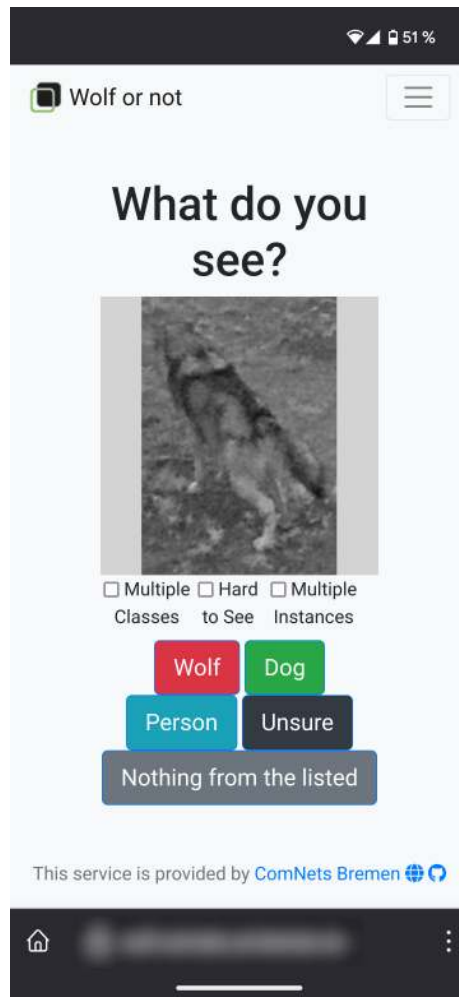 51 %
Wolf or not
What do you
see?
Multiple Hard Multiple
Classes to See Instances
Wolf Dog
Person Unsure
Nothing from the listed
This service is provided by ComNets Bremen